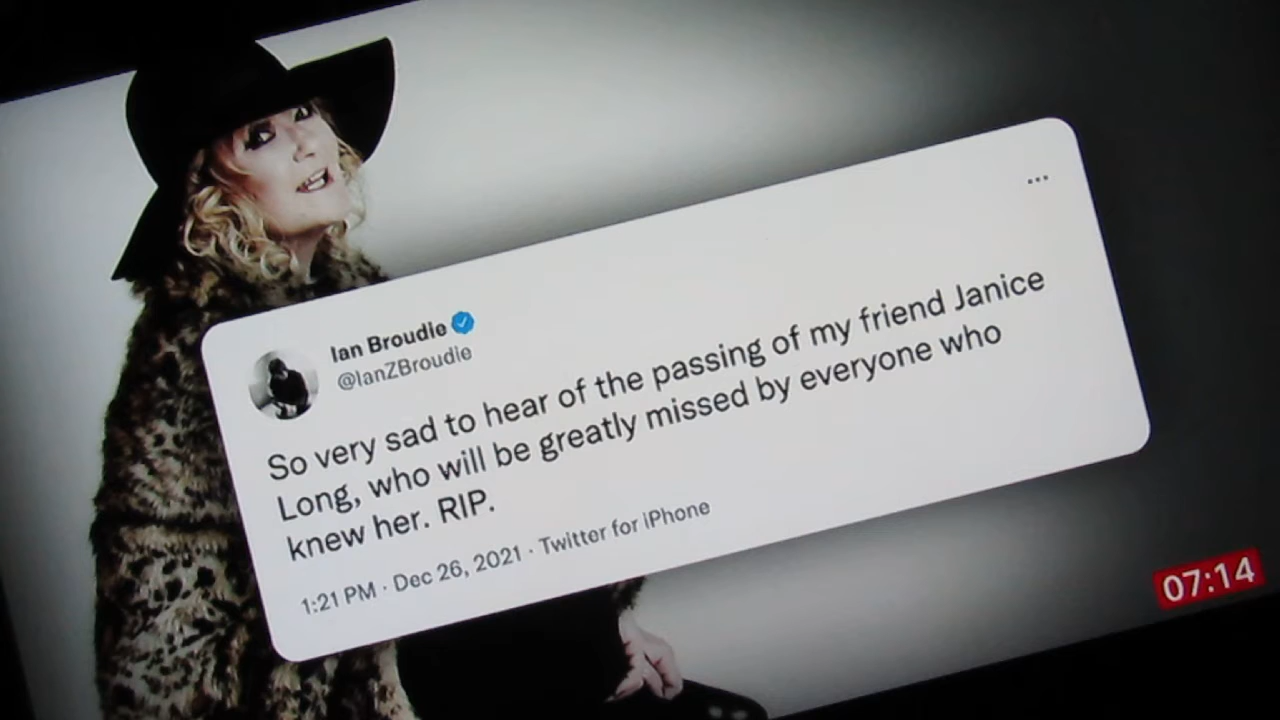 Ian Broudie
@IanZBroudie
So very sad to hear of the passing of my friend Janice
Long, who will be greatly missed by everyone who
knew her. RIP.
1:21 PM · Dec 26, 2021 · Twitter for iPhone
07:14